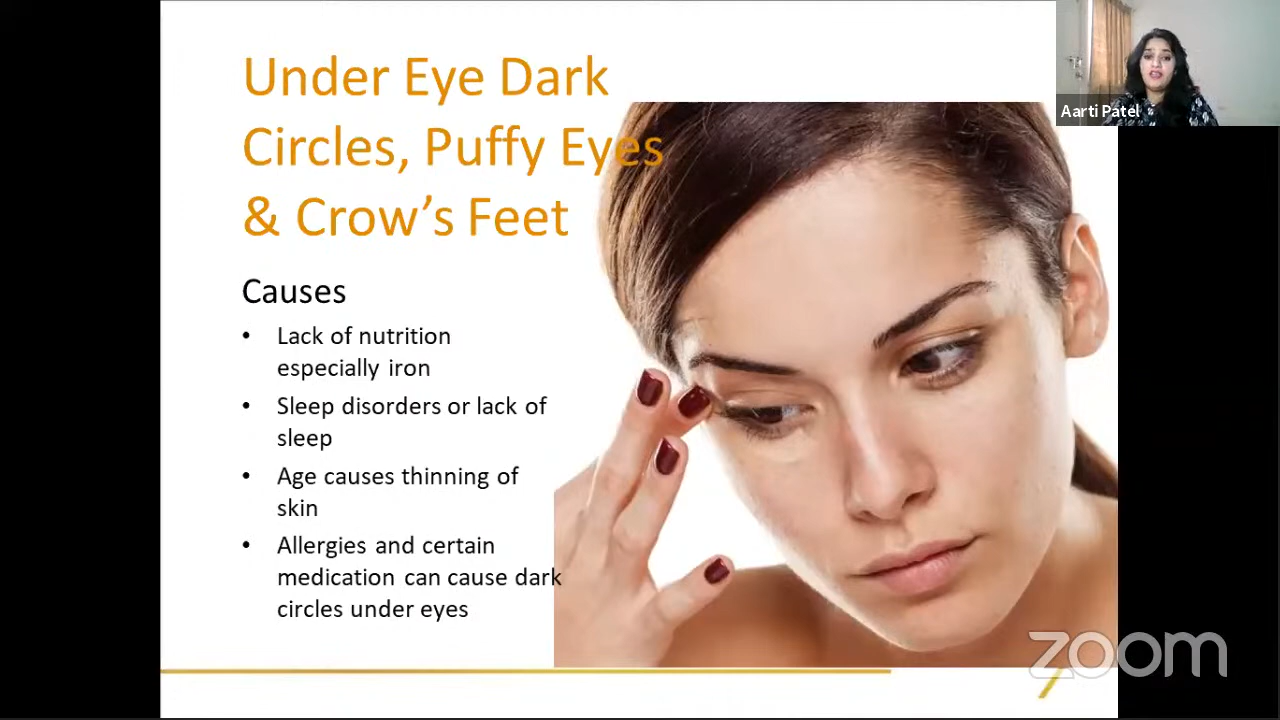 Under Eye Dark
Circles, Puffy Eyes
& Crow’s Feet
Causes
• Lack of nutrition
especially iron
• Sleep disorders or lack of
sleep
• Age causes thinning of
skin
• Allergies and certain
medication can cause dark
circles under eyes
Aarti Patel
zoom